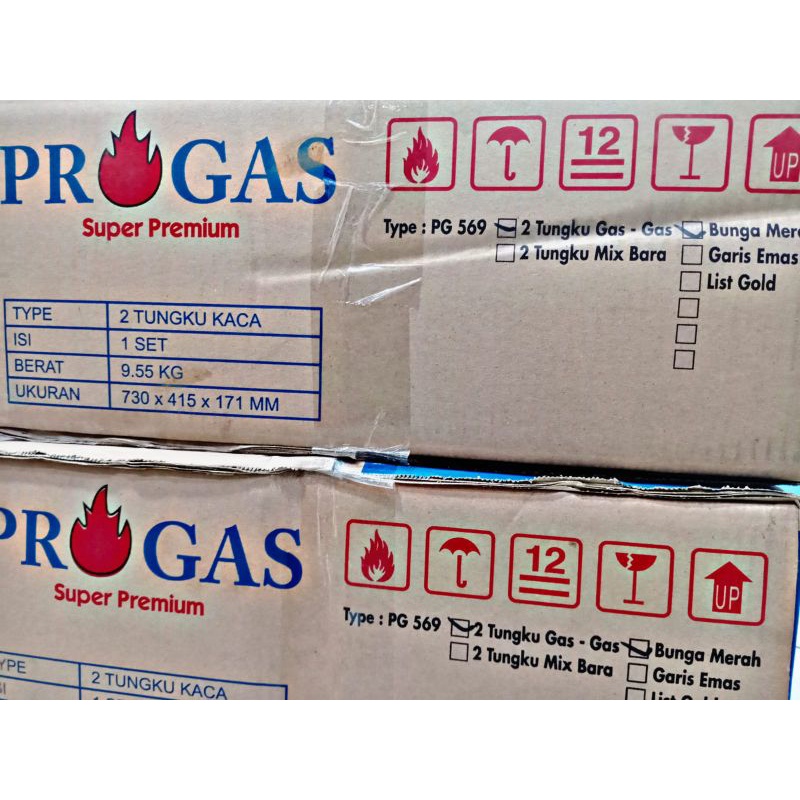 PROGAS
Super Premium
12
UP
Type : PG 569 2 Tungku Gas - Gas Bunga Mera
2 Tungku Mix Bara Garis Emas
List Gold
TYPE 2 TUNGKU KACA
ISI 1 SET
BERAT 9.55 KG
UKURAN 730 x 415 x 171 MM
PROGAS
Super Premium
12
UP
Type : PG 569 2 Tungku Gas - Gas Bunga Merah
2 Tungku Mix Bara Garis Emas
YPE 2 TUNGKU KACA